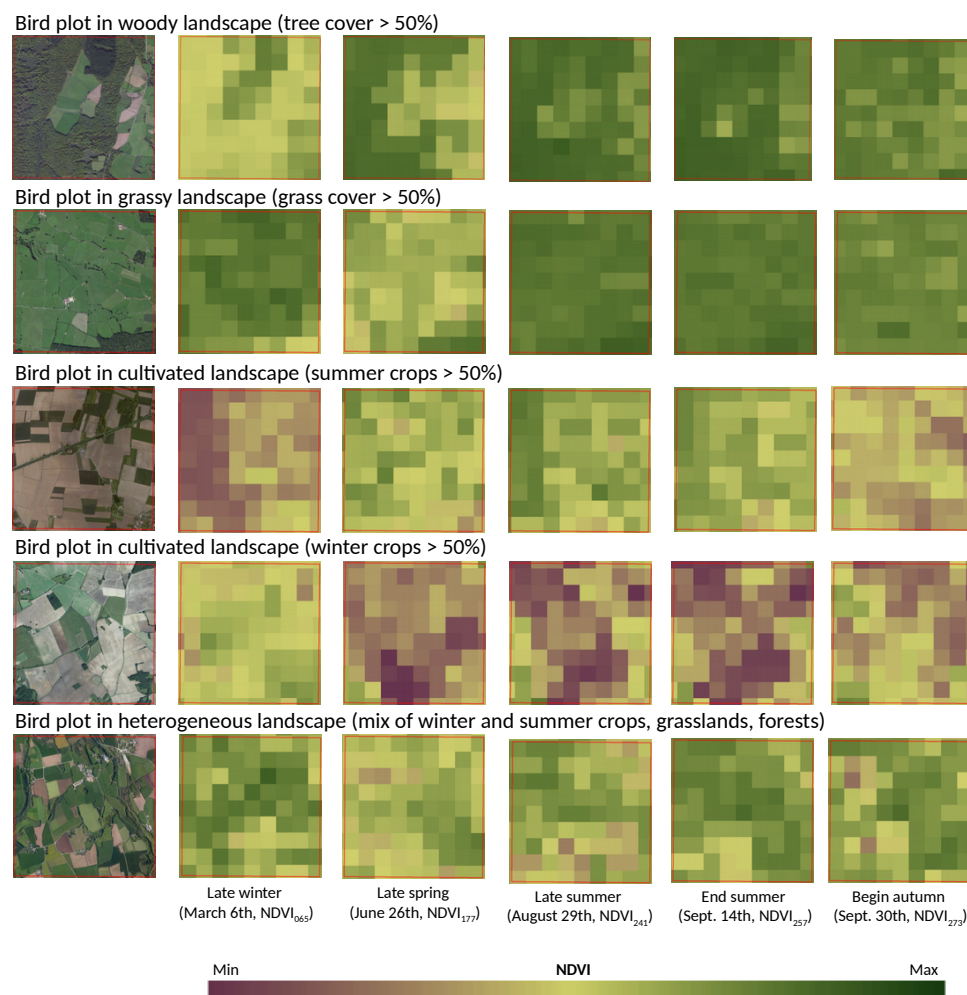 Bird plot in woody landscape (tree cover > 50%)
Bird plot in grassy landscape (grass cover > 50%)
Bird plot in cultivated landscape (summer crops > 50%)
Bird plot in cultivated landscape (winter crops > 50%)
Bird plot in heterogeneous landscape (mix of winter and summer crops, grasslands, forests)
Late winter
(March 6th, NDVI065)
Late spring
(June 26th, NDVI177)
Late summer
(August 29th, NDVI241)
End summer
(Sept. 14th, NDVI257)
Begin autumn
(Sept. 30th, NDVI273)
Min NDVI Max